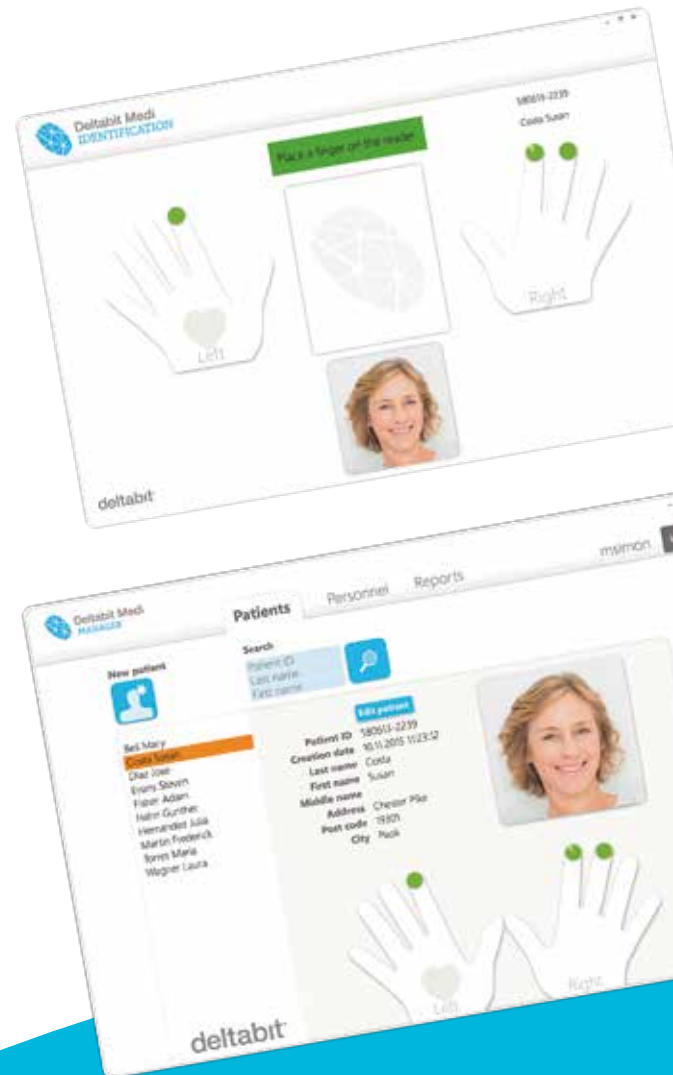 Deltabit Medi
IDENTIFICATION
580613-2239
Costa Susan
Place a finger on the reader
Left
Right
deltabit
Deltabit Medi
MANAGER
Patients
Personnel
Reports
msimon
New patient
Search
Patient ID
Last name
First name
Edit patient
Bell Mary
Costa Susan
Diaz Jose
Evans Steven
Fisher Adam
Hahn Gunther
Hernandez Julia
Martin Frederick
Torres Maria
Wagner Laura
Patient ID 580613-2239
Creation date 10.11.2015 11:23:12
Last name Costa
First name Susan
Middle name
Address Chester Pike
Post code 19301
City Paoli
Left
Right
deltabit